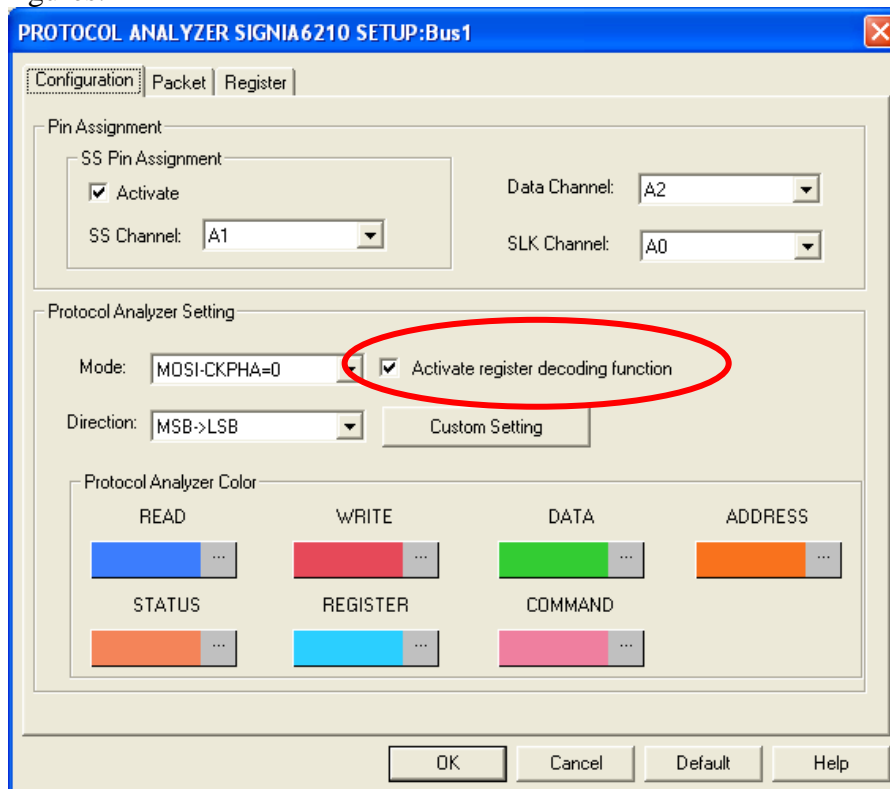 PROTOCOL ANALYZER SIGNIA6210 SETUP:Bus1
Configuration Packet Register
Pin Assignment
SS Pin Assignment
Activate
SS Channel: A1
Data Channel: A2
SLK Channel: A0
Protocol Analyzer Setting
Mode: MOSI-CKPHA=0 Activate register decoding function
Direction: MSB->LSB Custom Setting
Protocol Analyzer Color
READ WRITE DATA ADDRESS
... ... ... ...
STATUS REGISTER COMMAND
... ... ...
OK Cancel Default Help